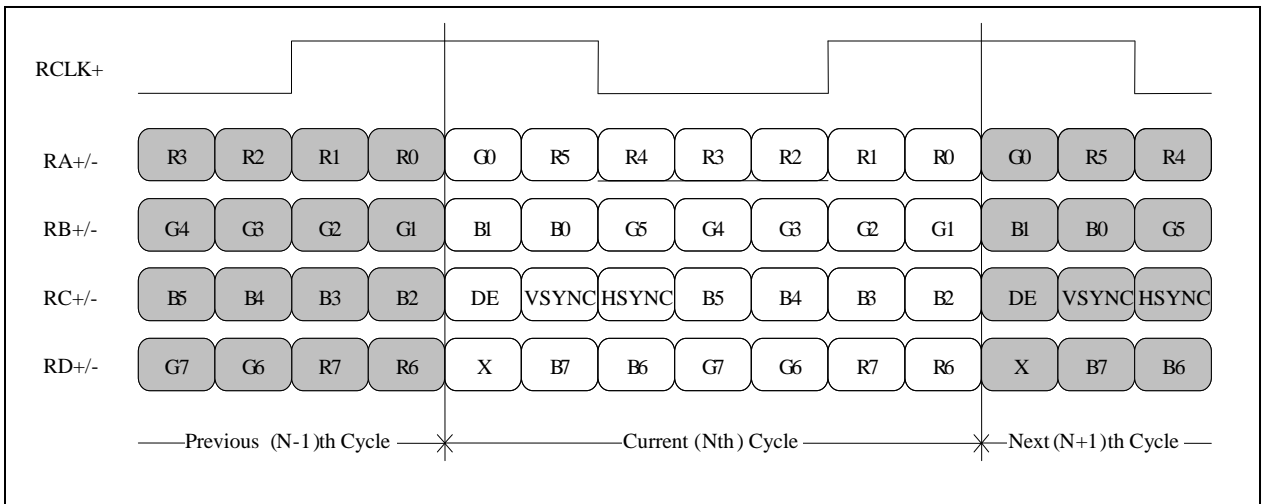 RCLK+
RA+/- R3 R2 R1 R0 G0 R5 R4 R3 R2 R1 R0 G0 R5 R4
RB+/- G4 G3 G2 G1 B1 B0 G5 G4 G3 G2 G1 B1 B0 G5
RC+/- B5 B4 B3 B2 DE VSYNC HSYNC B5 B4 B3 B2 DE VSYNC HSYNC
RD+/- G7 G6 R7 R6 X B7 B6 G7 G6 R7 R6 X B7 B6
Previous (N-1)th Cycle Current (Nth) Cycle Next (N+1)th Cycle